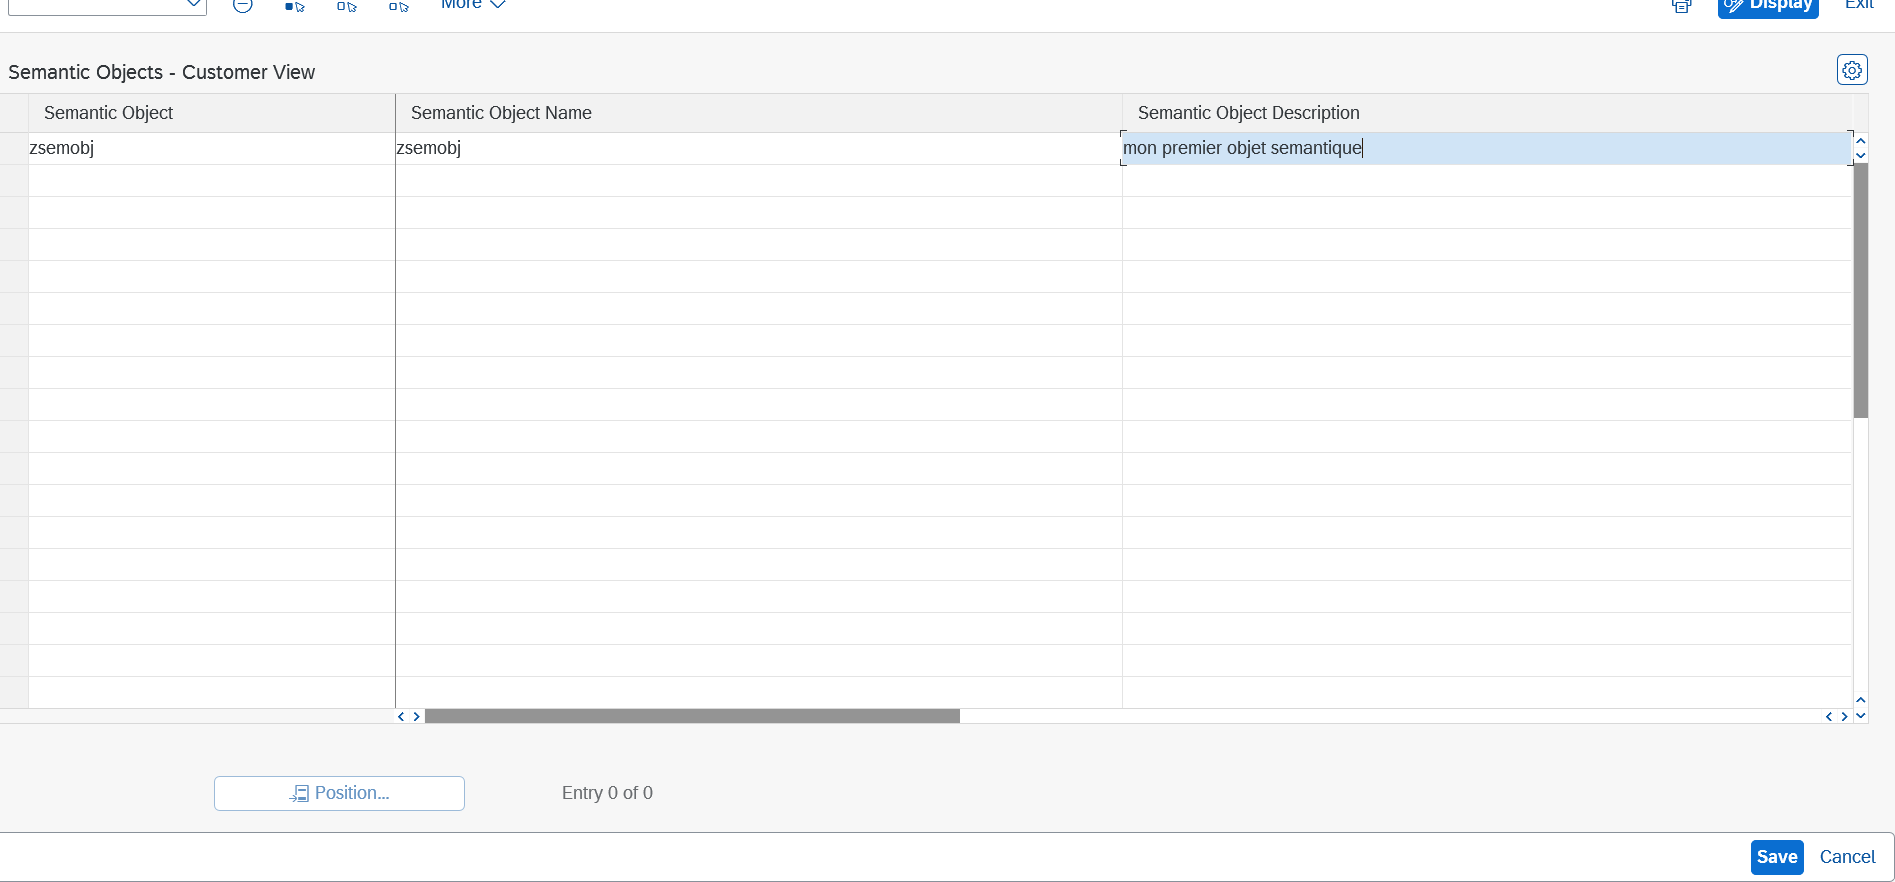 More
Display
Exit
Semantic Objects - Customer View
Semantic Object
Semantic Object Name
Semantic Object Description
zsemobj
zsemobj
mon premier objet semantique
Position...
Entry 0 of 0
Save
Cancel